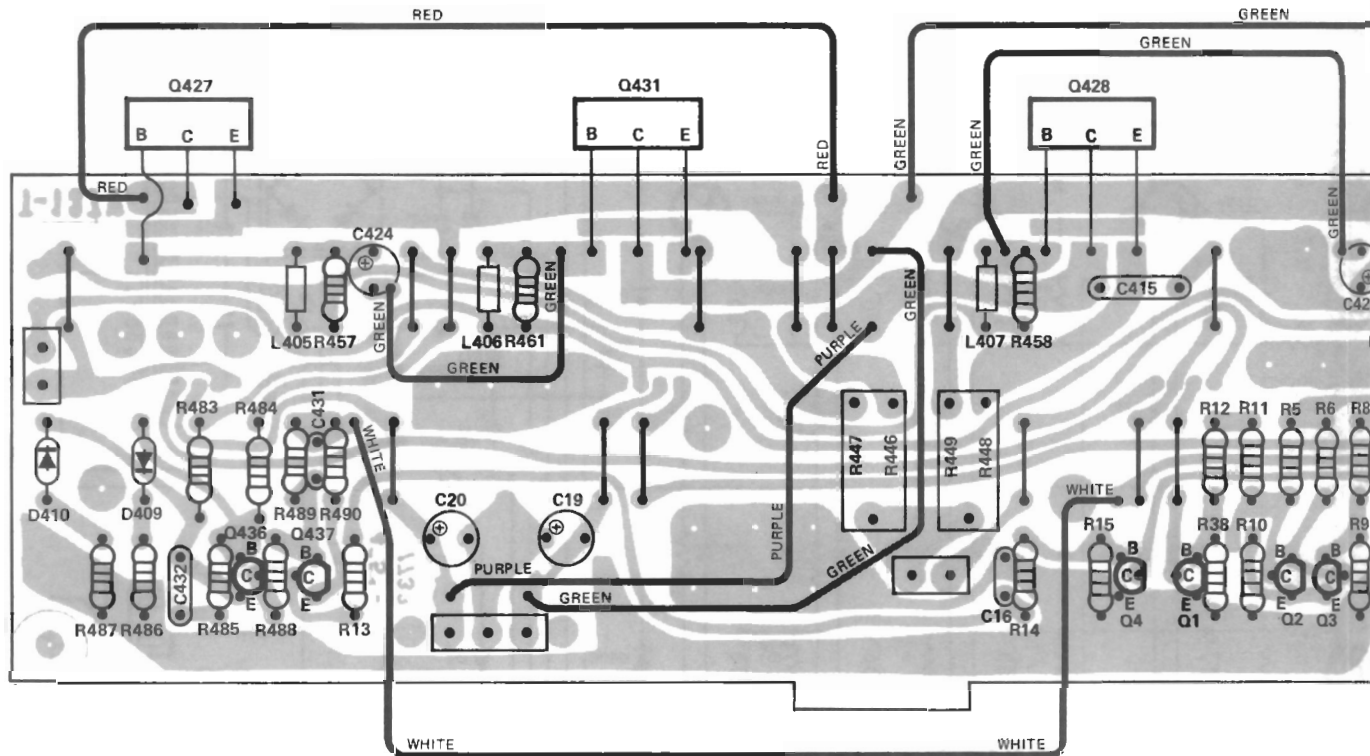 RED
GREEN
GREEN
Q427
Q431
Q428
B C E
B C E
B C E
RED
GREEN
RED
GREEN
GREEN
GREEN
C424
GREEN
GREEN
GREEN
C415
L405 R457
GREEN
L406 R461
GREEN
PURPLE
L407 R458
R483
R484
C431
WHITE
R447
R446
R449
R448
R12 R11 R5 R6 R8
D410
D409
R489 R490
C20
C19
PURPLE
WHITE
Q436
Q437
R15
R38 R10
R9
B
C
E
B
C
E
C432
PURPLE
GREEN
GREEN
B
C
E
B
C
E
C
E
B
C
E
R487 R486
R485 R488
R13
C16
R14
Q4
Q1
Q2 Q3
WHITE
WHITE